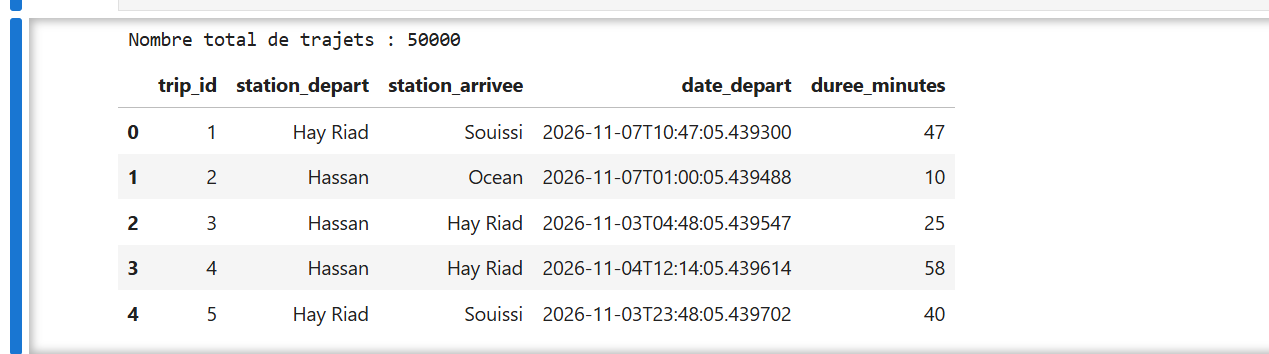 Nombre total de trajets : 50000
trip_id station_depart station_arrivee date_depart duree_minutes
0 1 Hay Riad Souissi 2026-11-07T10:47:05.439300 47
1 2 Hassan Ocean 2026-11-07T01:00:05.439488 10
2 3 Hassan Hay Riad 2026-11-03T04:48:05.439547 25
3 4 Hassan Hay Riad 2026-11-04T12:14:05.439614 58
4 5 Hay Riad Souissi 2026-11-03T23:48:05.439702 40